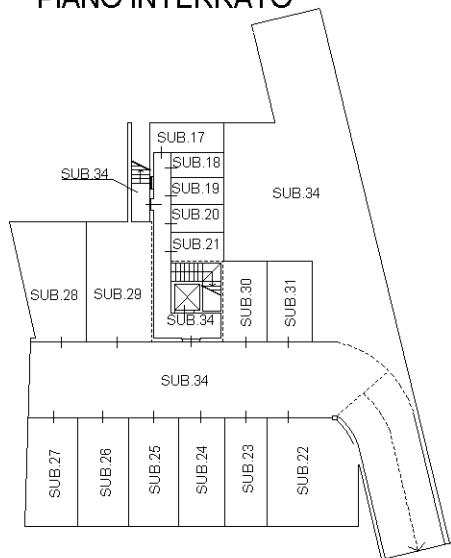 PIANO INTERRATO
SUB.17
SUB.18
SUB.34
SUB.19
SUB.34
SUB.20
SUB.21
SUB.28
SUB.29
SUB.30
SUB.31
SUB.34
SUB.34
SUB.27
SUB.26
SUB.25
SUB.24
SUB.23
SUB.22